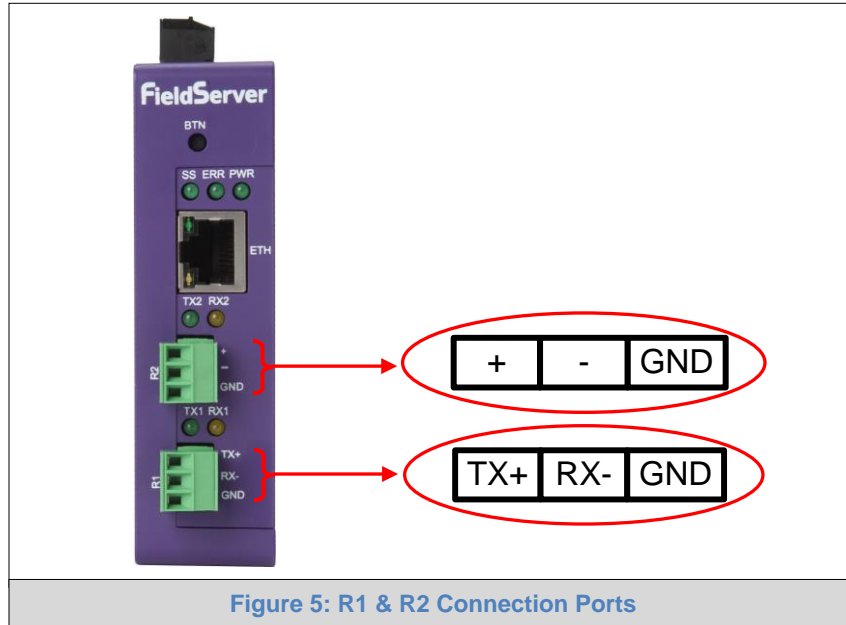 FieldServer
BTN
SS ERR PWR
ETH
TX2 RX2
R2
+
−
GND
+ - GND
TX1 RX1
R1
TX+
RX-
GND
TX+ RX- GND
Figure 5: R1 & R2 Connection Ports